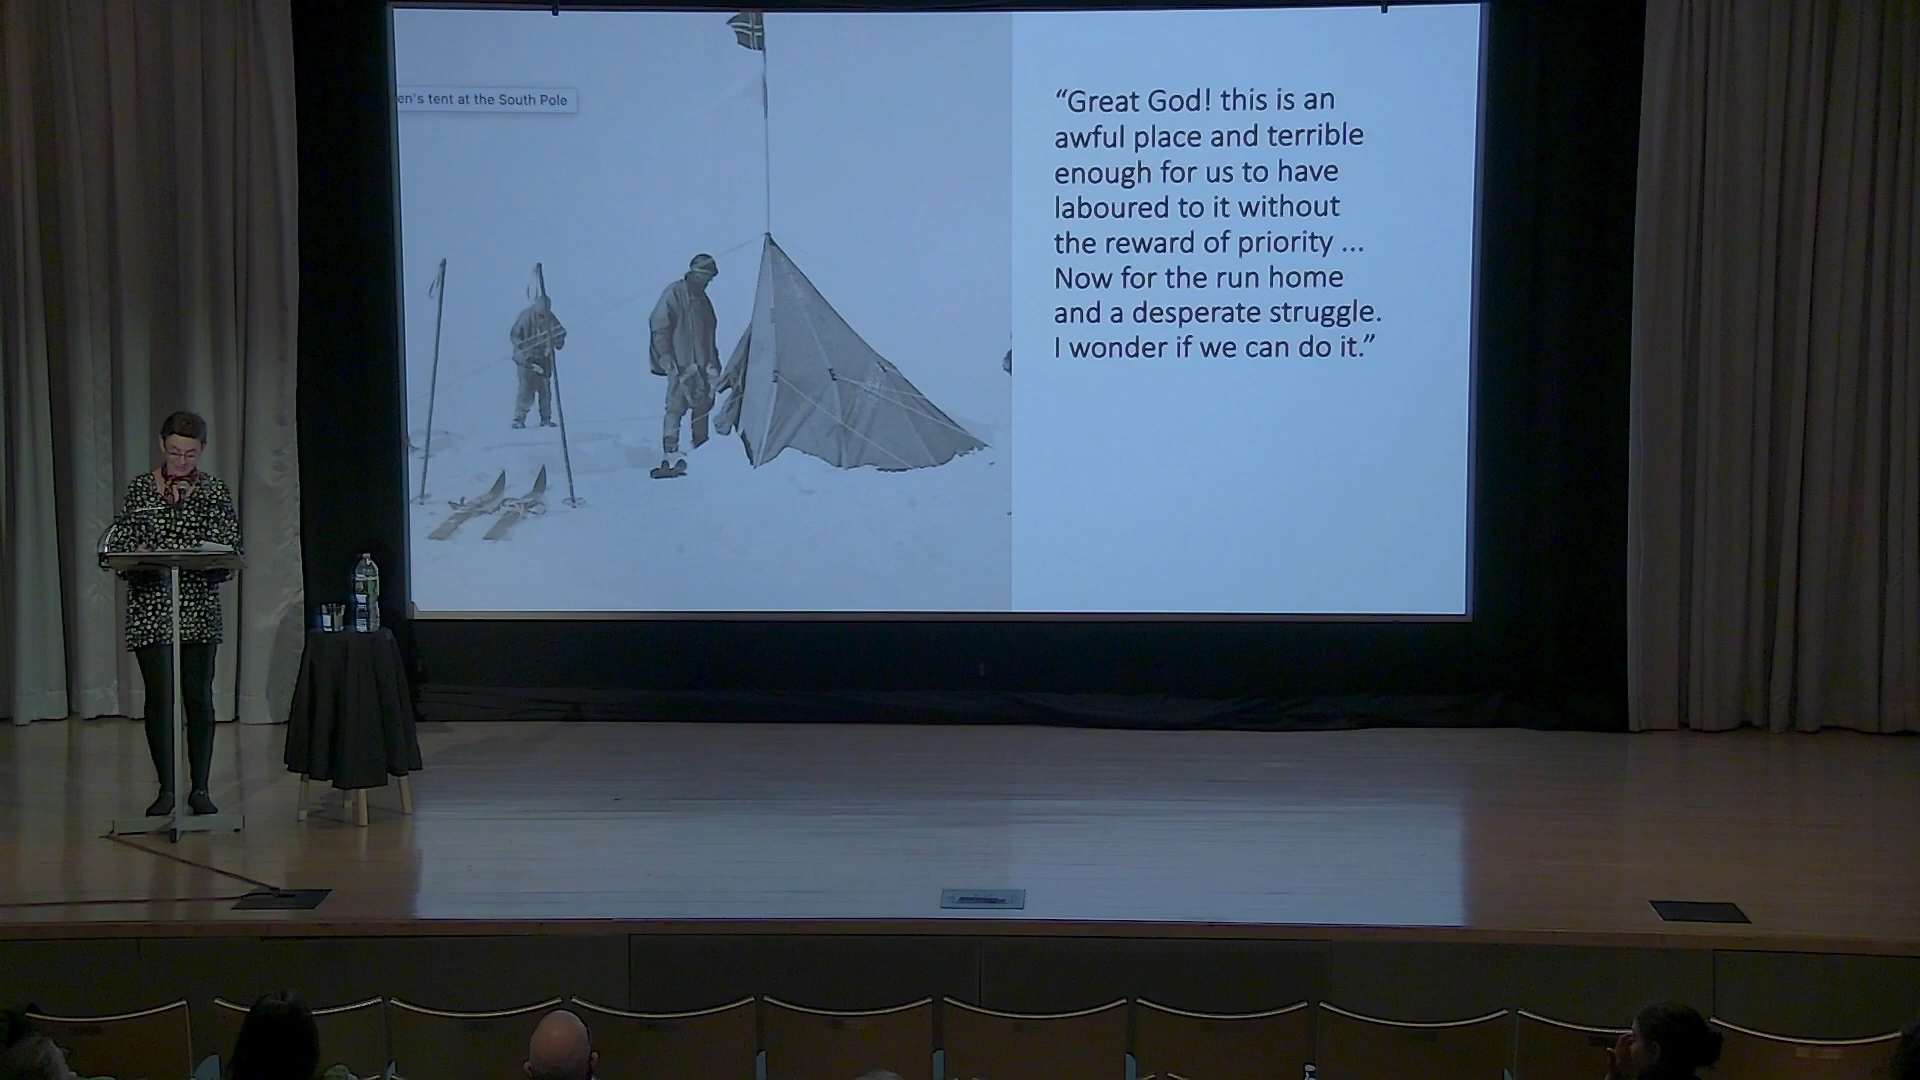 en's tent at the South Pole
“Great God! this is an
awful place and terrible
enough for us to have
laboured to it without
the reward of priority ...
Now for the run home
and a desperate struggle.
I wonder if we can do it.”